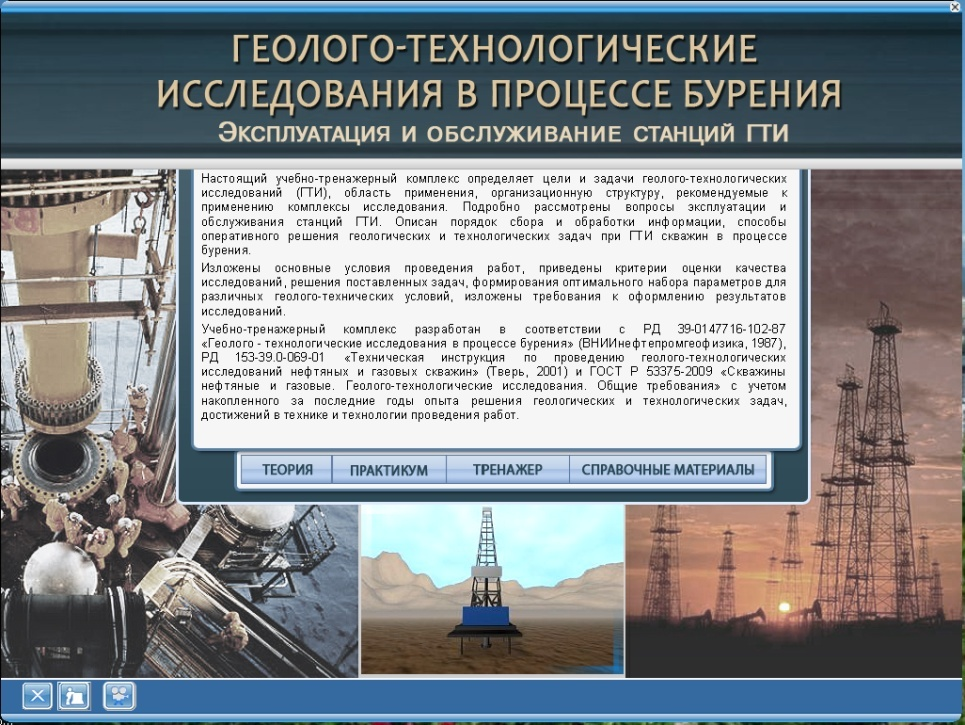 ГЕОЛОГО-ТЕХНОЛОГИЧЕСКИЕ
ИССЛЕДОВАНИЯ В ПРОЦЕССЕ БУРЕНИЯ
Эксплуатация и обслуживание станций ГТИ
Настоящий учебно-тренажерный комплекс определяет цели и задачи геолого-технологических
исследований (ГТИ), область применения, организационную структуру, рекомендуемые к
применению комплексы исследования. Подробно рассмотрены вопросы эксплуатации и
обслуживания станций ГТИ. Описан порядок сбора и обработки информации, способы
оперативного решения геологических и технологических задач при ГТИ скважин в процессе
бурения.
Изложены основные условия проведения работ, приведены критерии оценки качества
исследований, решения поставленных задач, формирования оптимального набора параметров для
различных геолого-технических условий, изложены требования к оформлению результатов
исследований.
Учебно-тренажерный комплекс разработан в соответствии с РД 39-0147716-102-87
«Геолого - технологические исследования в процессе бурения» (ВНИИнефтепромгеофизика, 1987),
РД 153-39.0-069-01 «Техническая инструкция по проведению геолого-технологических
исследований нефтяных и газовых скважин» (Тверь, 2001) и ГОСТ Р 53375-2009 «Скважины
нефтяные и газовые. Геолого-технологические исследования. Общие требования» с учетом
накопленного за последние годы опыта решения геологических и технологических задач,
достижений в технике и технологии проведения работ.
ТЕОРИЯ ПРАКТИКУМ ТРЕНАЖЕР СПРАВОЧНЫЕ МАТЕРИАЛЫ